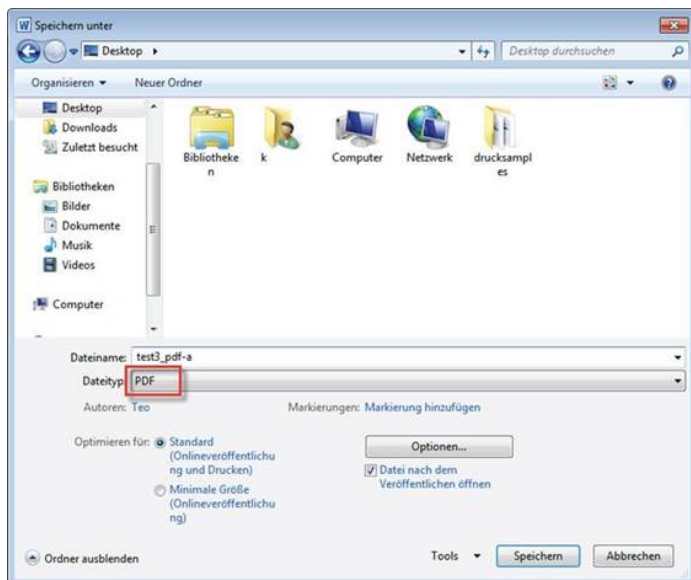 Speichern unter
Desktop
Desktop durchsuchen
Organisieren
Neuer Ordner
Desktop
Downloads
Zuletzt besucht
Bibliotheken
Bilder
Dokumente
Musik
Videos
Computer
Bibliotheke
n
k
Computer
Netzwerk
drucksampl
es
Dateiname: test3_pdf-a
Dateityp: PDF
Autoren: Teo
Markierungen: Markierung hinzufügen
Optimieren für: Standard
(Onlineveröffentlichu
ng und Drucken)
Minimale Größe
(Onlineveröffentlichu
ng)
Optionen...
Datei nach dem
Veröffentlichen öffnen
Ordner ausblenden
Tools
Speichern
Abbrechen